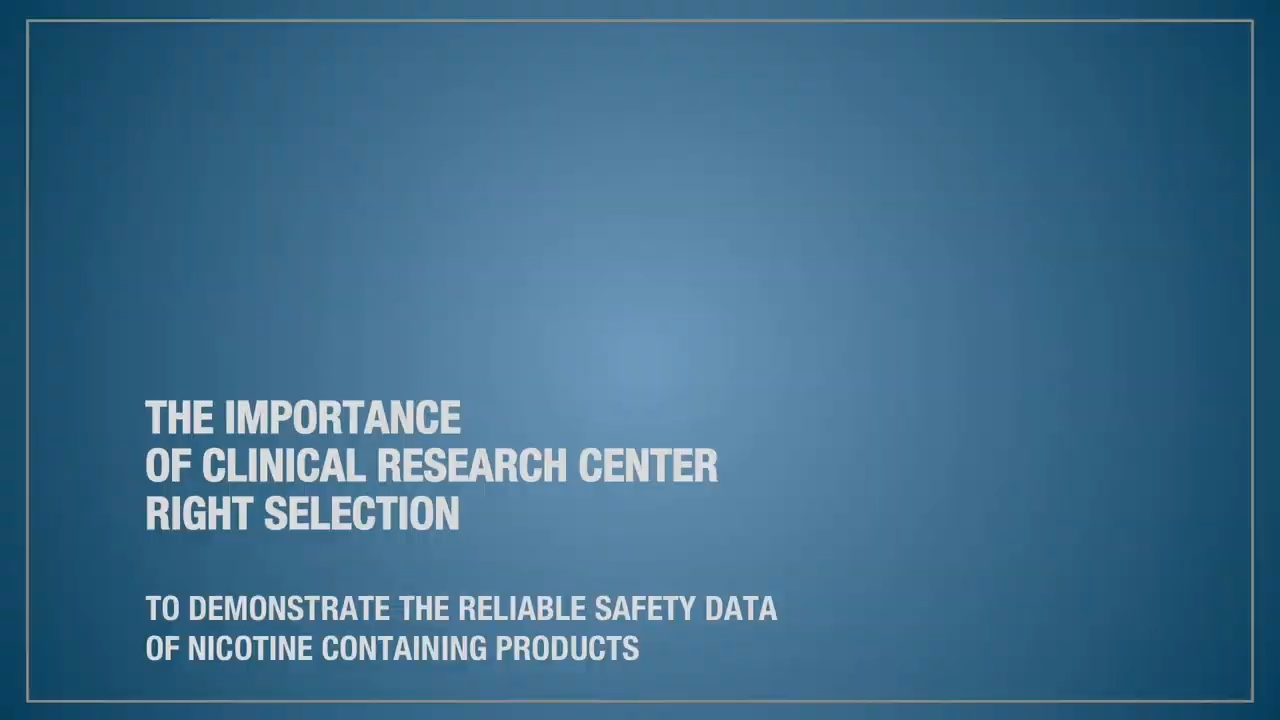 THE IMPORTANCE
OF CLINICAL RESEARCH CENTER
RIGHT SELECTION
TO DEMONSTRATE THE RELIABLE SAFETY DATA
OF NICOTINE CONTAINING PRODUCTS